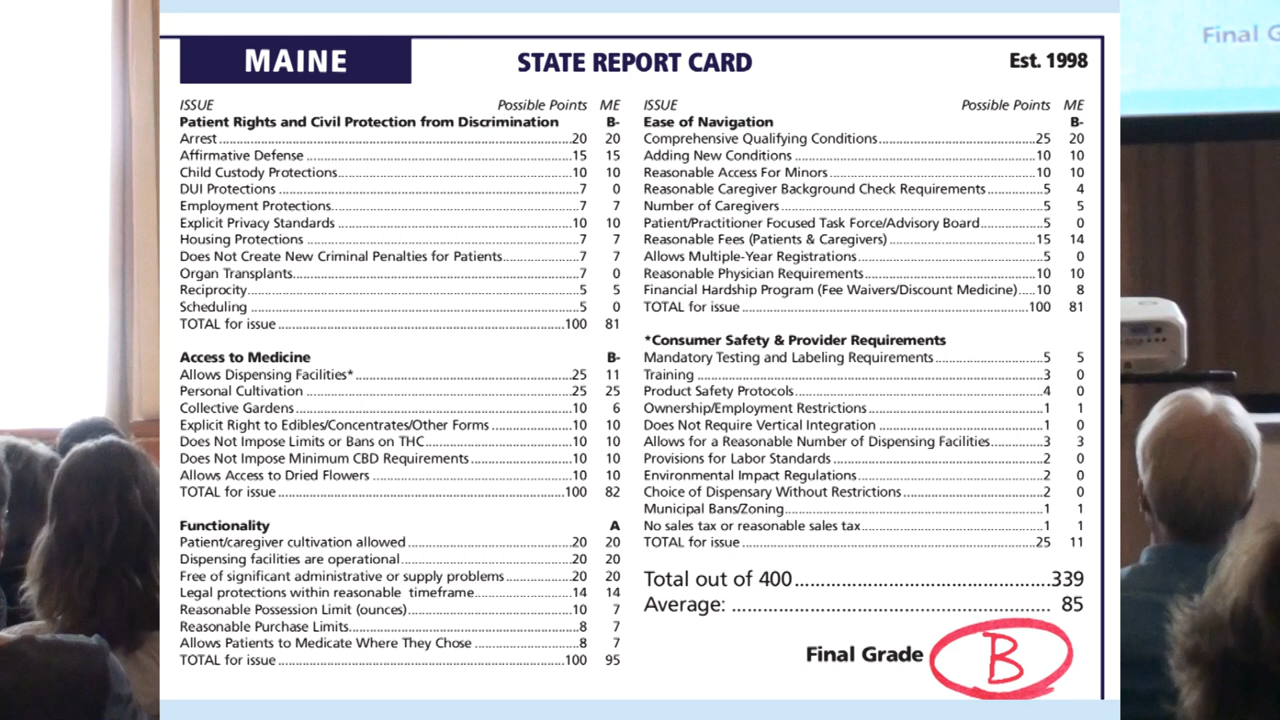 MAINE
STATE REPORT CARD
Est. 1998
ISSUE Possible Points ME
Patient Rights and Civil Protection from Discrimination B-
Arrest 20 20
Affirmative Defense 15 15
Child Custody Protections 10 10
DUI Protections 7 0
Employment Protections 7 7
Explicit Privacy Standards 10 10
Housing Protections 7 7
Does Not Create New Criminal Penalties for Patients 7 7
Organ Transplants 7 0
Reciprocity 5 5
Scheduling 5 0
TOTAL for issue 100 81
Access to Medicine B-
Allows Dispensing Facilities* 25 11
Personal Cultivation 25 25
Collective Gardens 10 6
Explicit Right to Edibles/Concentrates/Other Forms 10 10
Does Not Impose Limits or Bans on THC 10 10
Does Not Impose Minimum CBD Requirements 10 10
Allows Access to Dried Flowers 10 10
TOTAL for issue 100 82
Functionality A
Patient/caregiver cultivation allowed 20 20
Dispensing facilities are operational 20 20
Free of significant administrative or supply problems 20 20
Legal protections within reasonable timeframe 14 14
Reasonable Possession Limit (ounces) 10 7
Reasonable Purchase Limits 8 7
Allows Patients to Medicate Where They Chose 8 7
TOTAL for issue 100 95
ISSUE Possible Points ME
Ease of Navigation B-
Comprehensive Qualifying Conditions 25 20
Adding New Conditions 10 10
Reasonable Access For Minors 10 10
Reasonable Caregiver Background Check Requirements 5 4
Number of Caregivers 5 5
Patient/Practitioner Focused Task Force/Advisory Board 5 0
Reasonable Fees (Patients & Caregivers) 15 14
Allows Multiple-Year Registrations 5 0
Reasonable Physician Requirements 10 10
Financial Hardship Program (Fee Waivers/Discount Medicine) 10 8
TOTAL for issue 100 81
*Consumer Safety & Provider Requirements
Mandatory Testing and Labeling Requirements 5 5
Training 3 0
Product Safety Protocols 4 0
Ownership/Employment Restrictions 1 1
Does Not Require Vertical Integration 1 0
Allows for a Reasonable Number of Dispensing Facilities 3 3
Provisions for Labor Standards 2 0
Environmental Impact Regulations 2 0
Choice of Dispensary Without Restrictions 2 0
Municipal Bans/Zoning 1 1
No sales tax or reasonable sales tax 1 1
TOTAL for issue 25 11
Total out of 400 339
Average: 85
Final Grade B
Final G